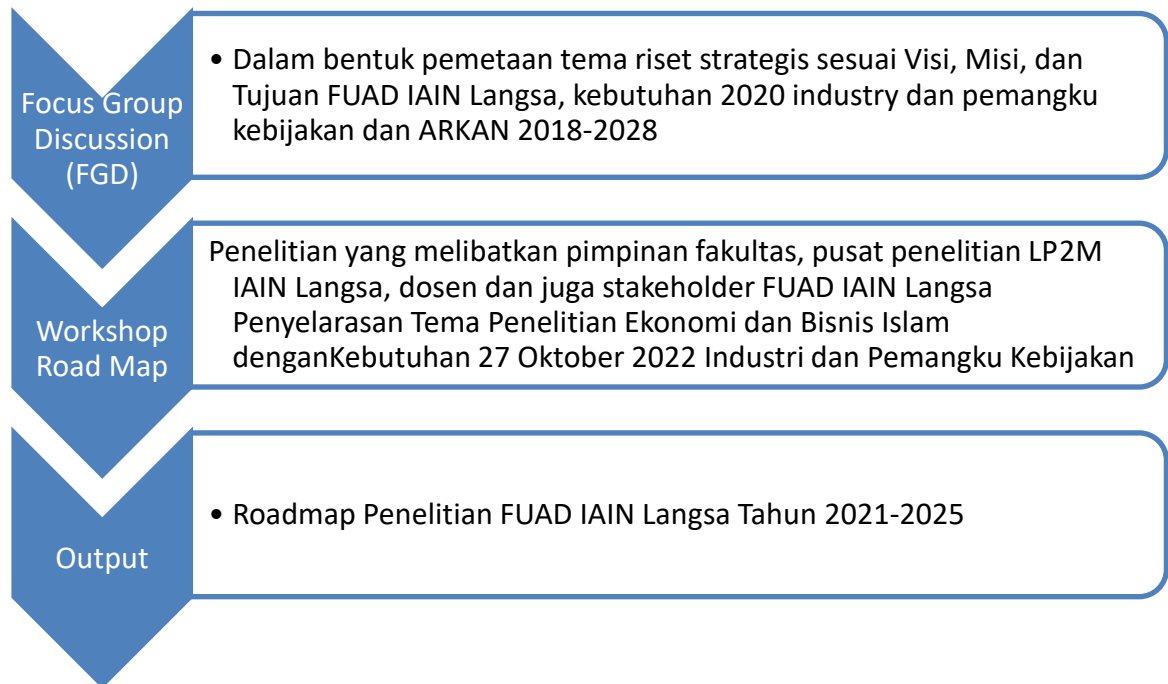 Focus Group
Discussion
(FGD)
• Dalam bentuk pemetaan tema riset strategis sesuai Visi, Misi, dan
Tujuan FUAD IAIN Langsa, kebutuhan 2020 industry dan pemangku
kebijakan dan ARKAN 2018-2028
Workshop
Road Map
Penelitian yang melibatkan pimpinan fakultas, pusat penelitian LP2M
IAIN Langsa, dosen dan juga stakeholder FUAD IAIN Langsa
Penyelarasan Tema Penelitian Ekonomi dan Bisnis Islam
denganKebutuhan 27 Oktober 2022 Industri dan Pemangku Kebijakan
Output
• Roadmap Penelitian FUAD IAIN Langsa Tahun 2021-2025